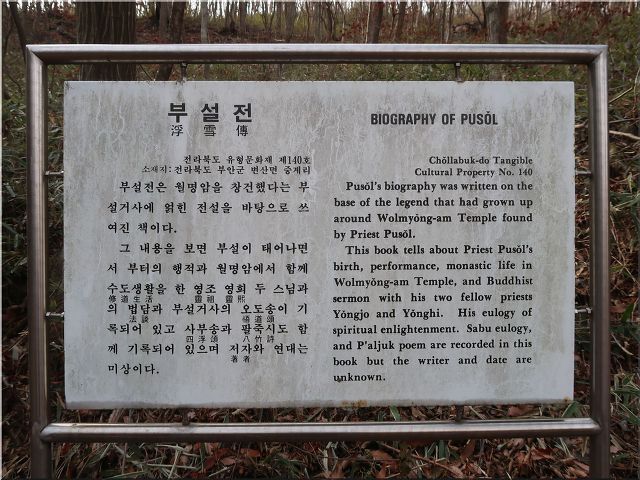 부설전
浮雪傳
전라북도 유형문화재 제140호
소재지: 전라북도 부안군 변산면 중계리
부설전은 월명암을 창건했다는 부
설거사에 얽힌 전설을 바탕으로 쓰
여진 책이다.
그 내용을 보면 부설이 태어나면
서 부터의 행적과 월명암에서 함께
수도생활을 한 영조 영희 두 스님과
修道生活 靈祖 靈熙
의 법담과 부설거사의 오도송이 기
法談 悟道頌
록되어 있고 사부송과 팔죽시도 함
四浮頌 八竹詩
께 기록되어 있으며 저자와 연대는
著者
미상이다.
BIOGRAPHY OF PUSŎL
Chŏllabuk-do Tangible
Cultural Property No. 140
Pusŏl's biography was written on the
base of the legend that had grown up
around Wolmyŏng-am Temple found
by Priest Pusŏl.
This book tells about Priest Pusŏl's
birth, performance, monastic life in
Wolmyŏng-am Temple, and Buddhist
sermon with his two fellow priests
Yŏngjo and Yŏnghi. His eulogy of
spiritual enlightenment. Sabu eulogy,
and P'aljuk poem are recorded in this
book but the writer and date are
unknown.